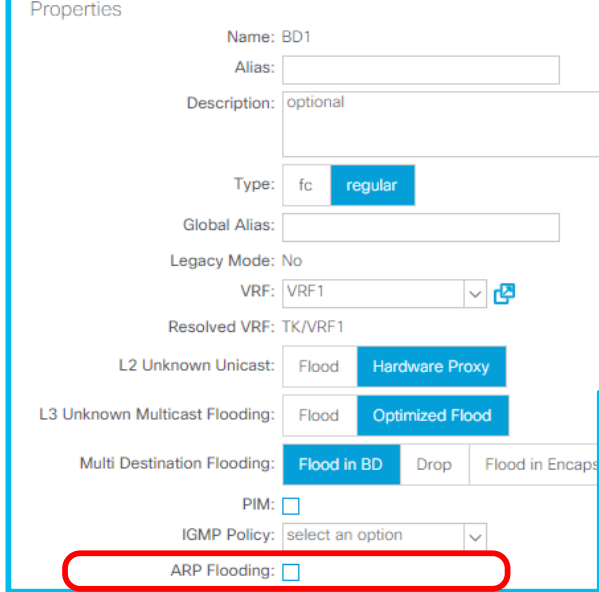 Properties
Name: BD1
Alias:
Description: optional
Type: fc regular
Global Alias:
Legacy Mode: No
VRF: VRF1
Resolved VRF: TK/VRF1
L2 Unknown Unicast: Flood Hardware Proxy
L3 Unknown Multicast Flooding: Flood Optimized Flood
Multi Destination Flooding: Flood in BD Drop Flood in Encaps
PIM:
IGMP Policy: select an option
ARP Flooding: